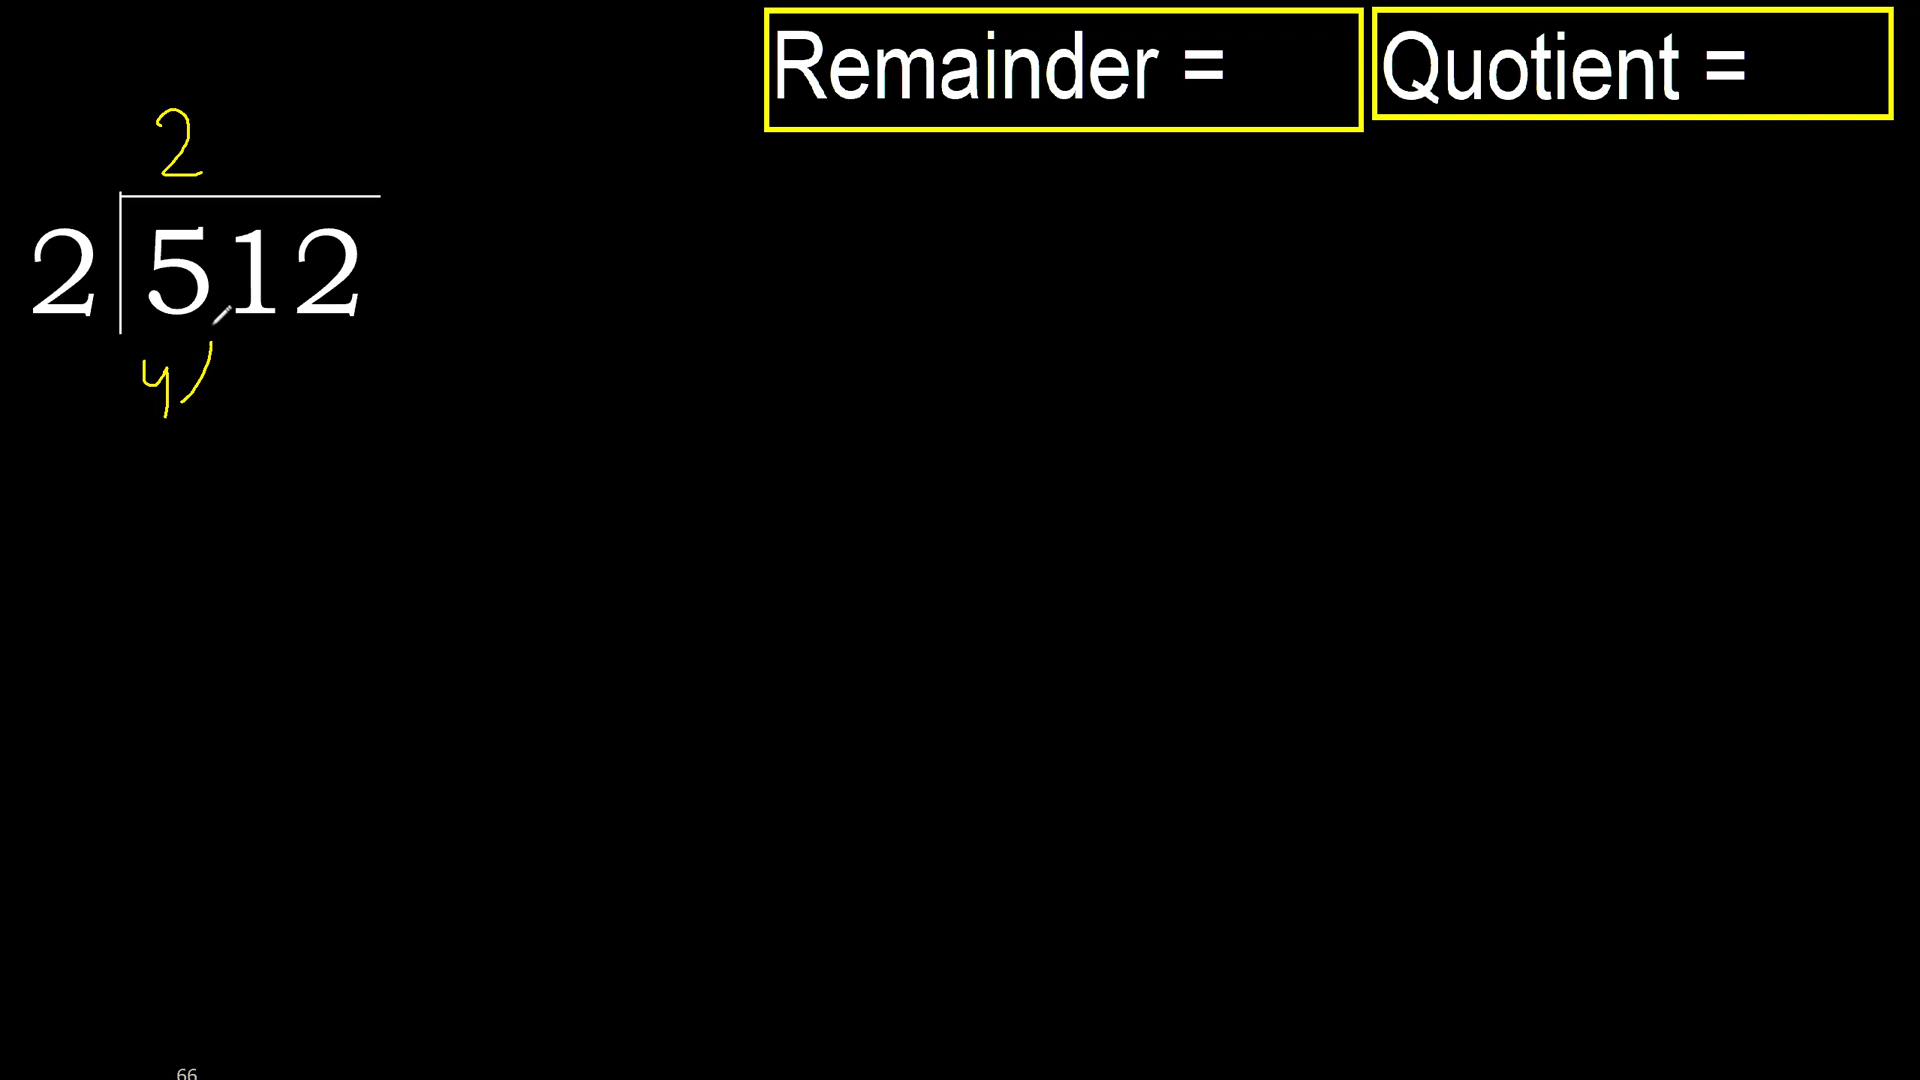 Remainder = Quotient =
2
2 512
4)
66